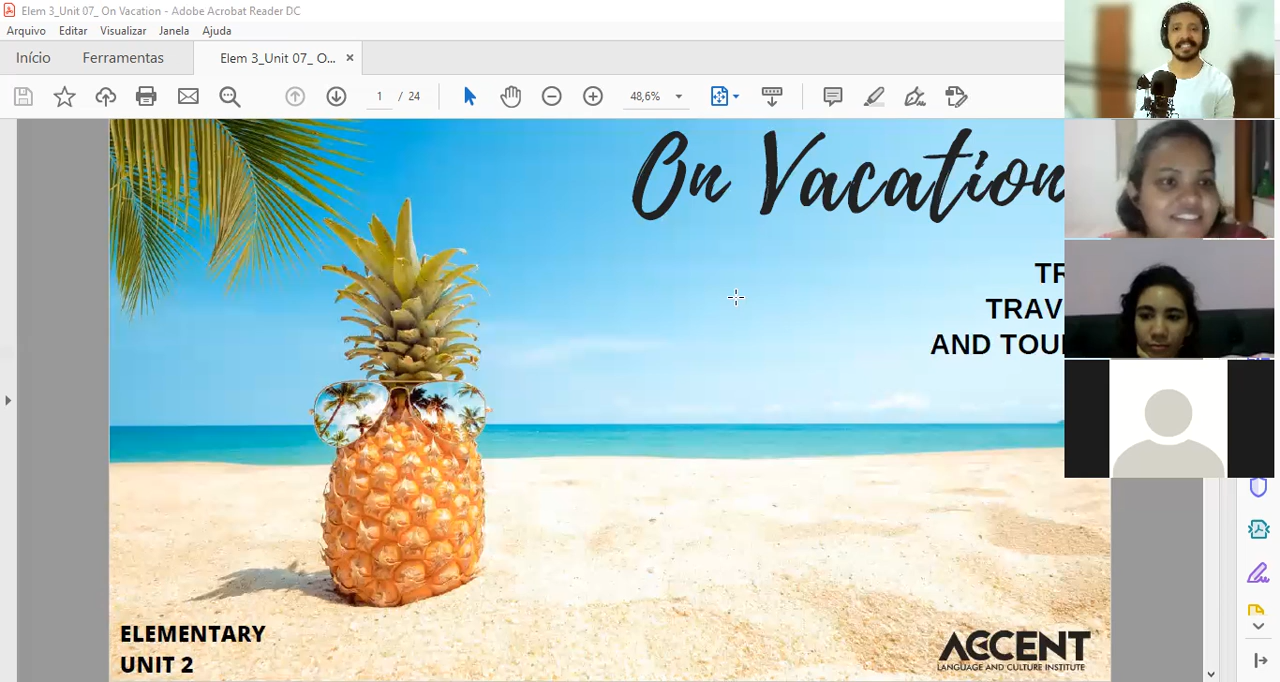 Elem 3_Unit 07_ On Vacation - Adobe Acrobat Reader DC
Arquivo Editar Visualizar Janela Ajuda
Início Ferramentas Elem 3_Unit 07_ O... ×
1 / 24 48,6%
On Vacation
TR
TRAV
AND TOU
ELEMENTARY
UNIT 2
ACCENT
LANGUAGE AND CULTURE INSTITUTE